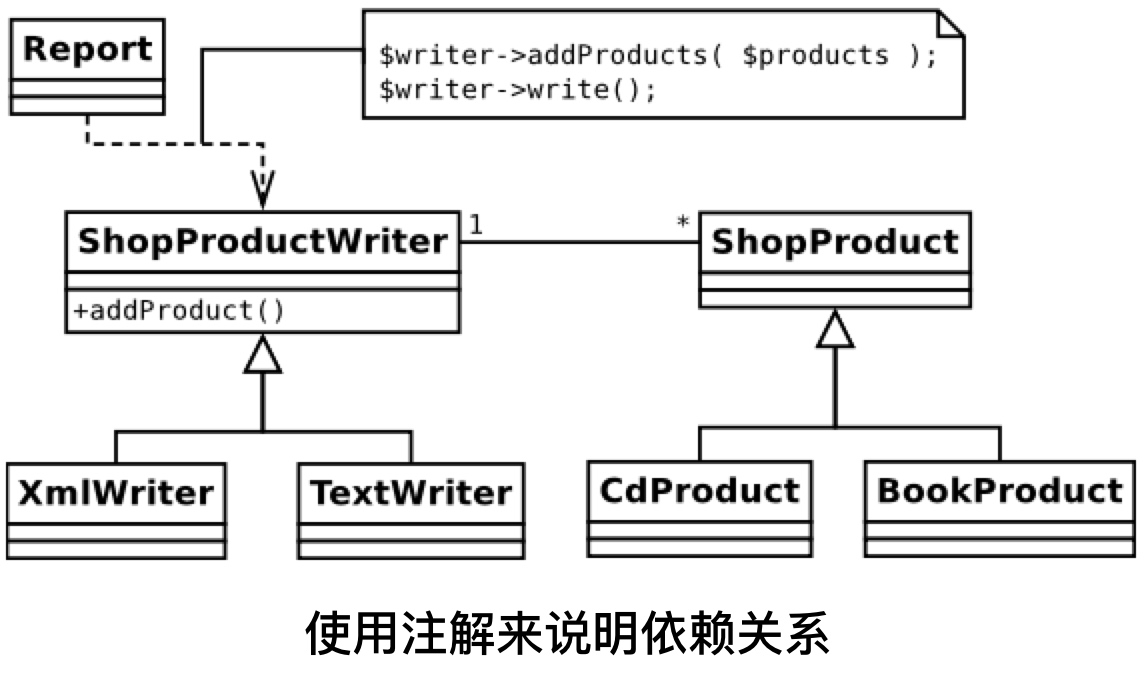 Report
$writer->addProducts( $products );
$writer->write();
ShopProductWriter
1
*
ShopProduct
+addProduct()
XmlWriter
TextWriter
CdProduct
BookProduct
使用注解来说明依赖关系